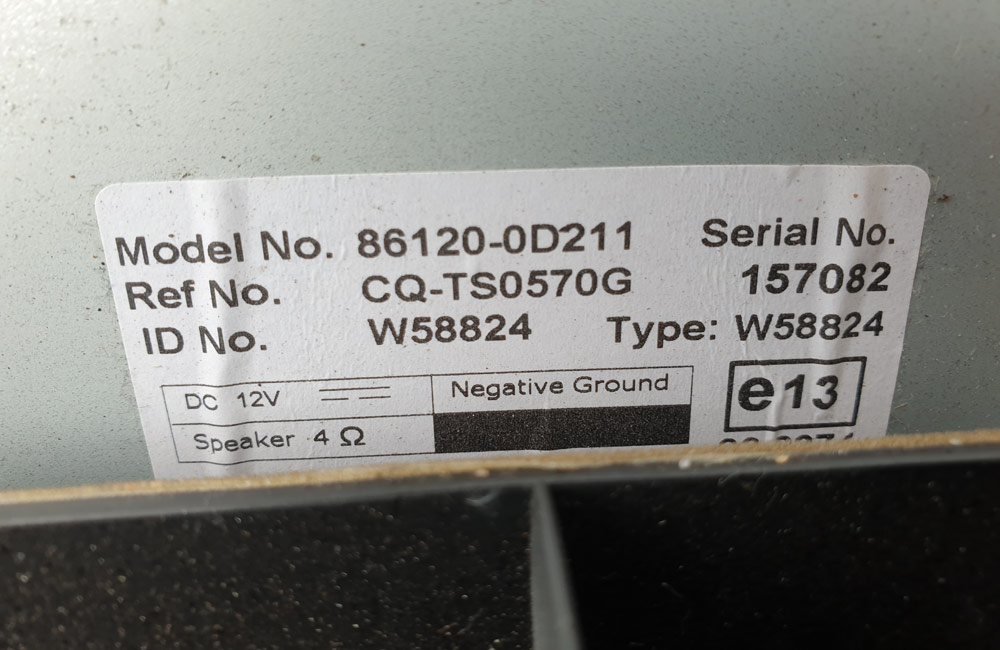 Model No. 86120-0D211 Serial No.
Ref No. CQ-TS0570G 157082
ID No. W58824 Type: W58824
DC 12V Negative Ground
Speaker 4 Ω
e13